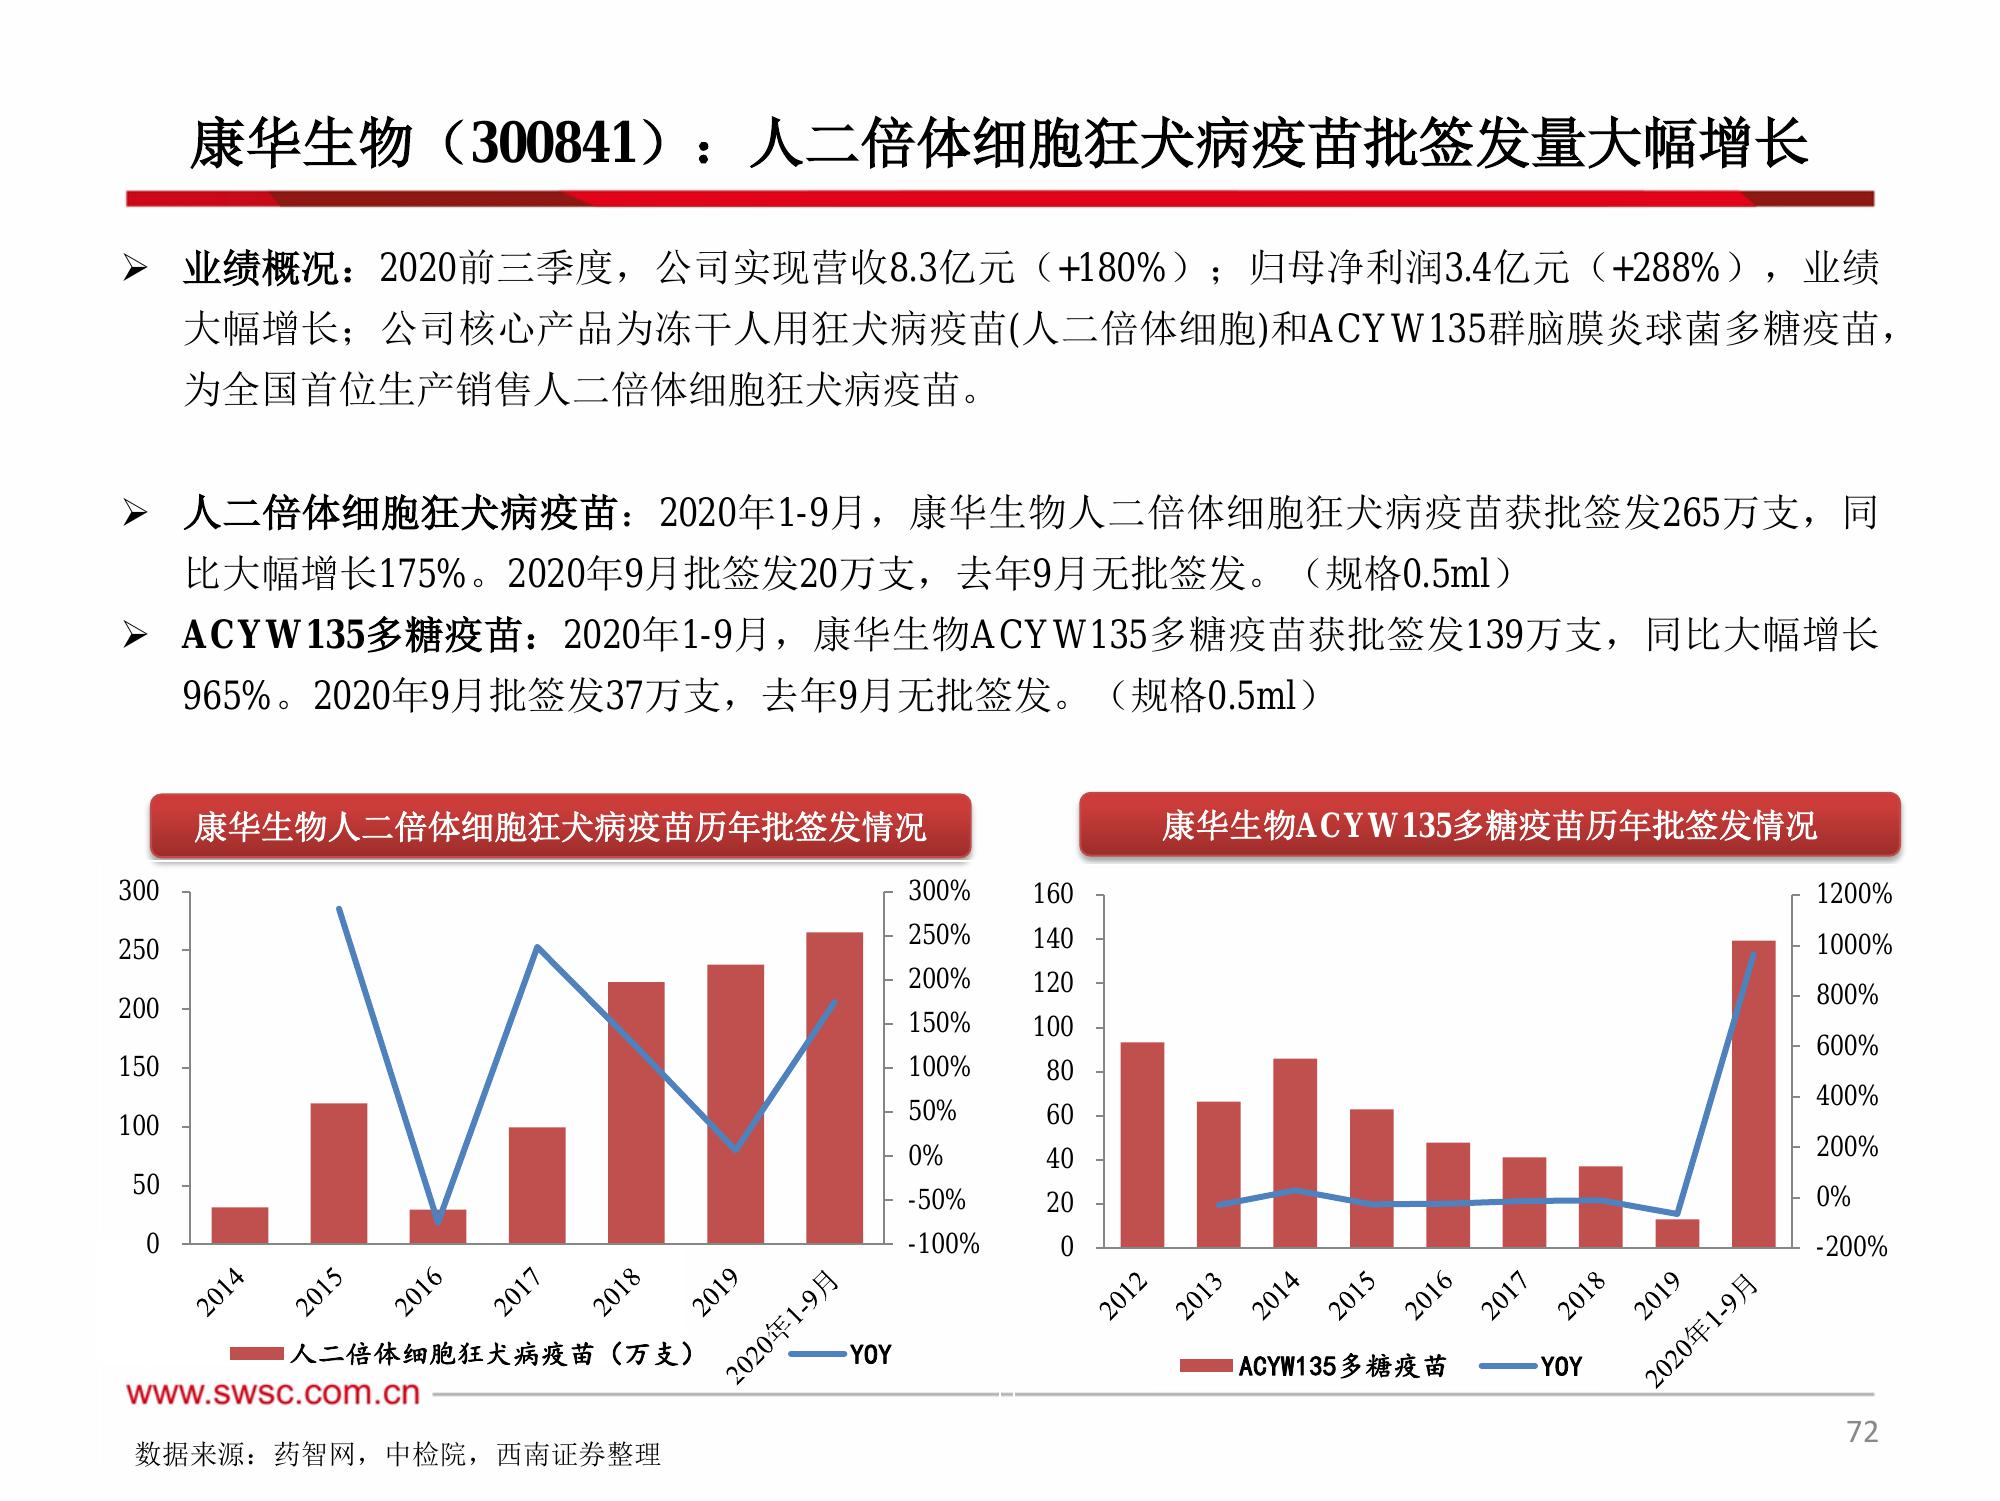 康华生物（300841）：人二倍体细胞狂犬病疫苗批签发量大幅增长
➢ 业绩概况：2020前三季度，公司实现营收8.3亿元（+180%）；归母净利润3.4亿元（+288%），业绩
大幅增长；公司核心产品为冻干人用狂犬病疫苗(人二倍体细胞)和ACYW135群脑膜炎球菌多糖疫苗，
为全国首位生产销售人二倍体细胞狂犬病疫苗。
➢ 人二倍体细胞狂犬病疫苗：2020年1-9月，康华生物人二倍体细胞狂犬病疫苗获批签发265万支，同
比大幅增长175%。2020年9月批签发20万支，去年9月无批签发。（规格0.5ml）
➢ ACYW135多糖疫苗：2020年1-9月，康华生物ACYW135多糖疫苗获批签发139万支，同比大幅增长
965%。2020年9月批签发37万支，去年9月无批签发。（规格0.5ml）
康华生物人二倍体细胞狂犬病疫苗历年批签发情况
300
250
200
150
100
50
0
300%
250%
200%
150%
100%
50%
0%
-50%
-100%
2014
2015
2016
2017
2018
2019
2020年1-9月
人二倍体细胞狂犬病疫苗（万支）
YOY
康华生物ACYW135多糖疫苗历年批签发情况
160
140
120
100
80
60
40
20
0
1200%
1000%
800%
600%
400%
200%
0%
-200%
2012
2013
2014
2015
2016
2017
2018
2019
2020年1-9月
ACYW135多糖疫苗
YOY
www.swsc.com.cn
72
数据来源：药智网，中检院，西南证券整理